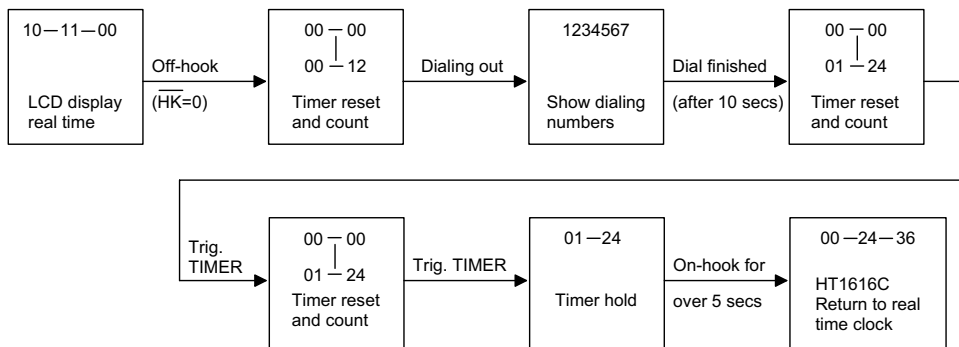 10—11—00
LCD display
real time
Off-hook
(H̅K̅=0)
00—00
00—12
Timer reset
and count
Dialing out
1234567
Show dialing
numbers
Dial finished
(after 10 secs)
00—00
01—24
Timer reset
and count
Trig.
TIMER
00—00
01—24
Timer reset
and count
Trig. TIMER
01—24
Timer hold
On-hook for
over 5 secs
00—24—36
HT1616C
Return to real
time clock